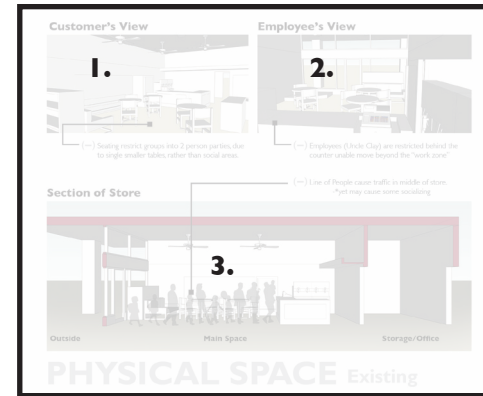 Customer's View
Employee's View
1.
2.
(—) Seating restrict groups into 2 person parties due
to single smaller tables, rather than social areas.
(—) Employees (Uncle Clay) are restricted behind the
counter unable move beyond the "work zone"
Section of Store
(—) Line of People cause traffic in middle of store.
*yet may cause some socializing
3.
Outside
Main Space
Storage/Office
PHYSICAL SPACE Existing